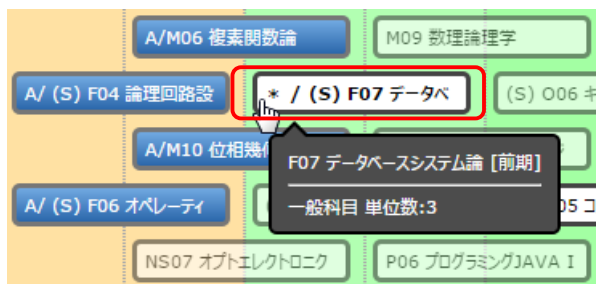 A/M06 複素関数論
M09 数理論理学
A/ (S) F04 論理回路設
* / (S) F07 データベ
(S) O06 キ
A/M10 位相幾
F07 データベースシステム論 [前期]
一般科目 単位数:3
A/ (S) F06 オペレーティ
05 コ
NS07 オプトエレクトロニク
P06 プログラミングJAVA I